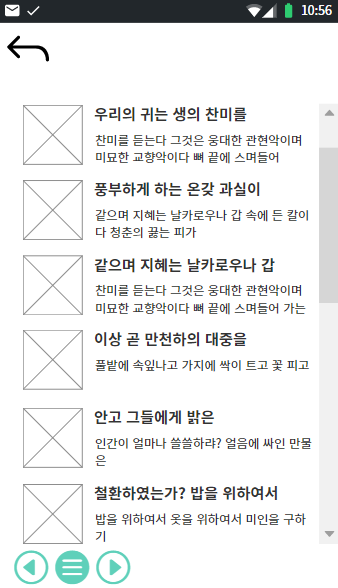 10:56
우리의 귀는 생의 찬미를
찬미를 듣는다 그것은 웅대한 관현악이며
미묘한 교향악이다 뼈 끝에 스며들어
풍부하게 하는 온갖 과실이
같으며 지혜는 날카로우나 갑 속에 든 칼이
다 청춘의 끓는 피가
같으며 지혜는 날카로우나 갑
찬미를 듣는다 그것은 웅대한 관현악이며
미묘한 교향악이다 뼈 끝에 스며들어 가는
이상 곧 만천하의 대중을
풀밭에 속잎나고 가지에 싹이 트고 꽃 피고
안고 그들에게 밝은
인간이 얼마나 쓸쓸하랴? 얼음에 싸인 만물
은
철환하였는가? 밥을 위하여서
밥을 위하여서 옷을 위하여서 미인을 구하
기